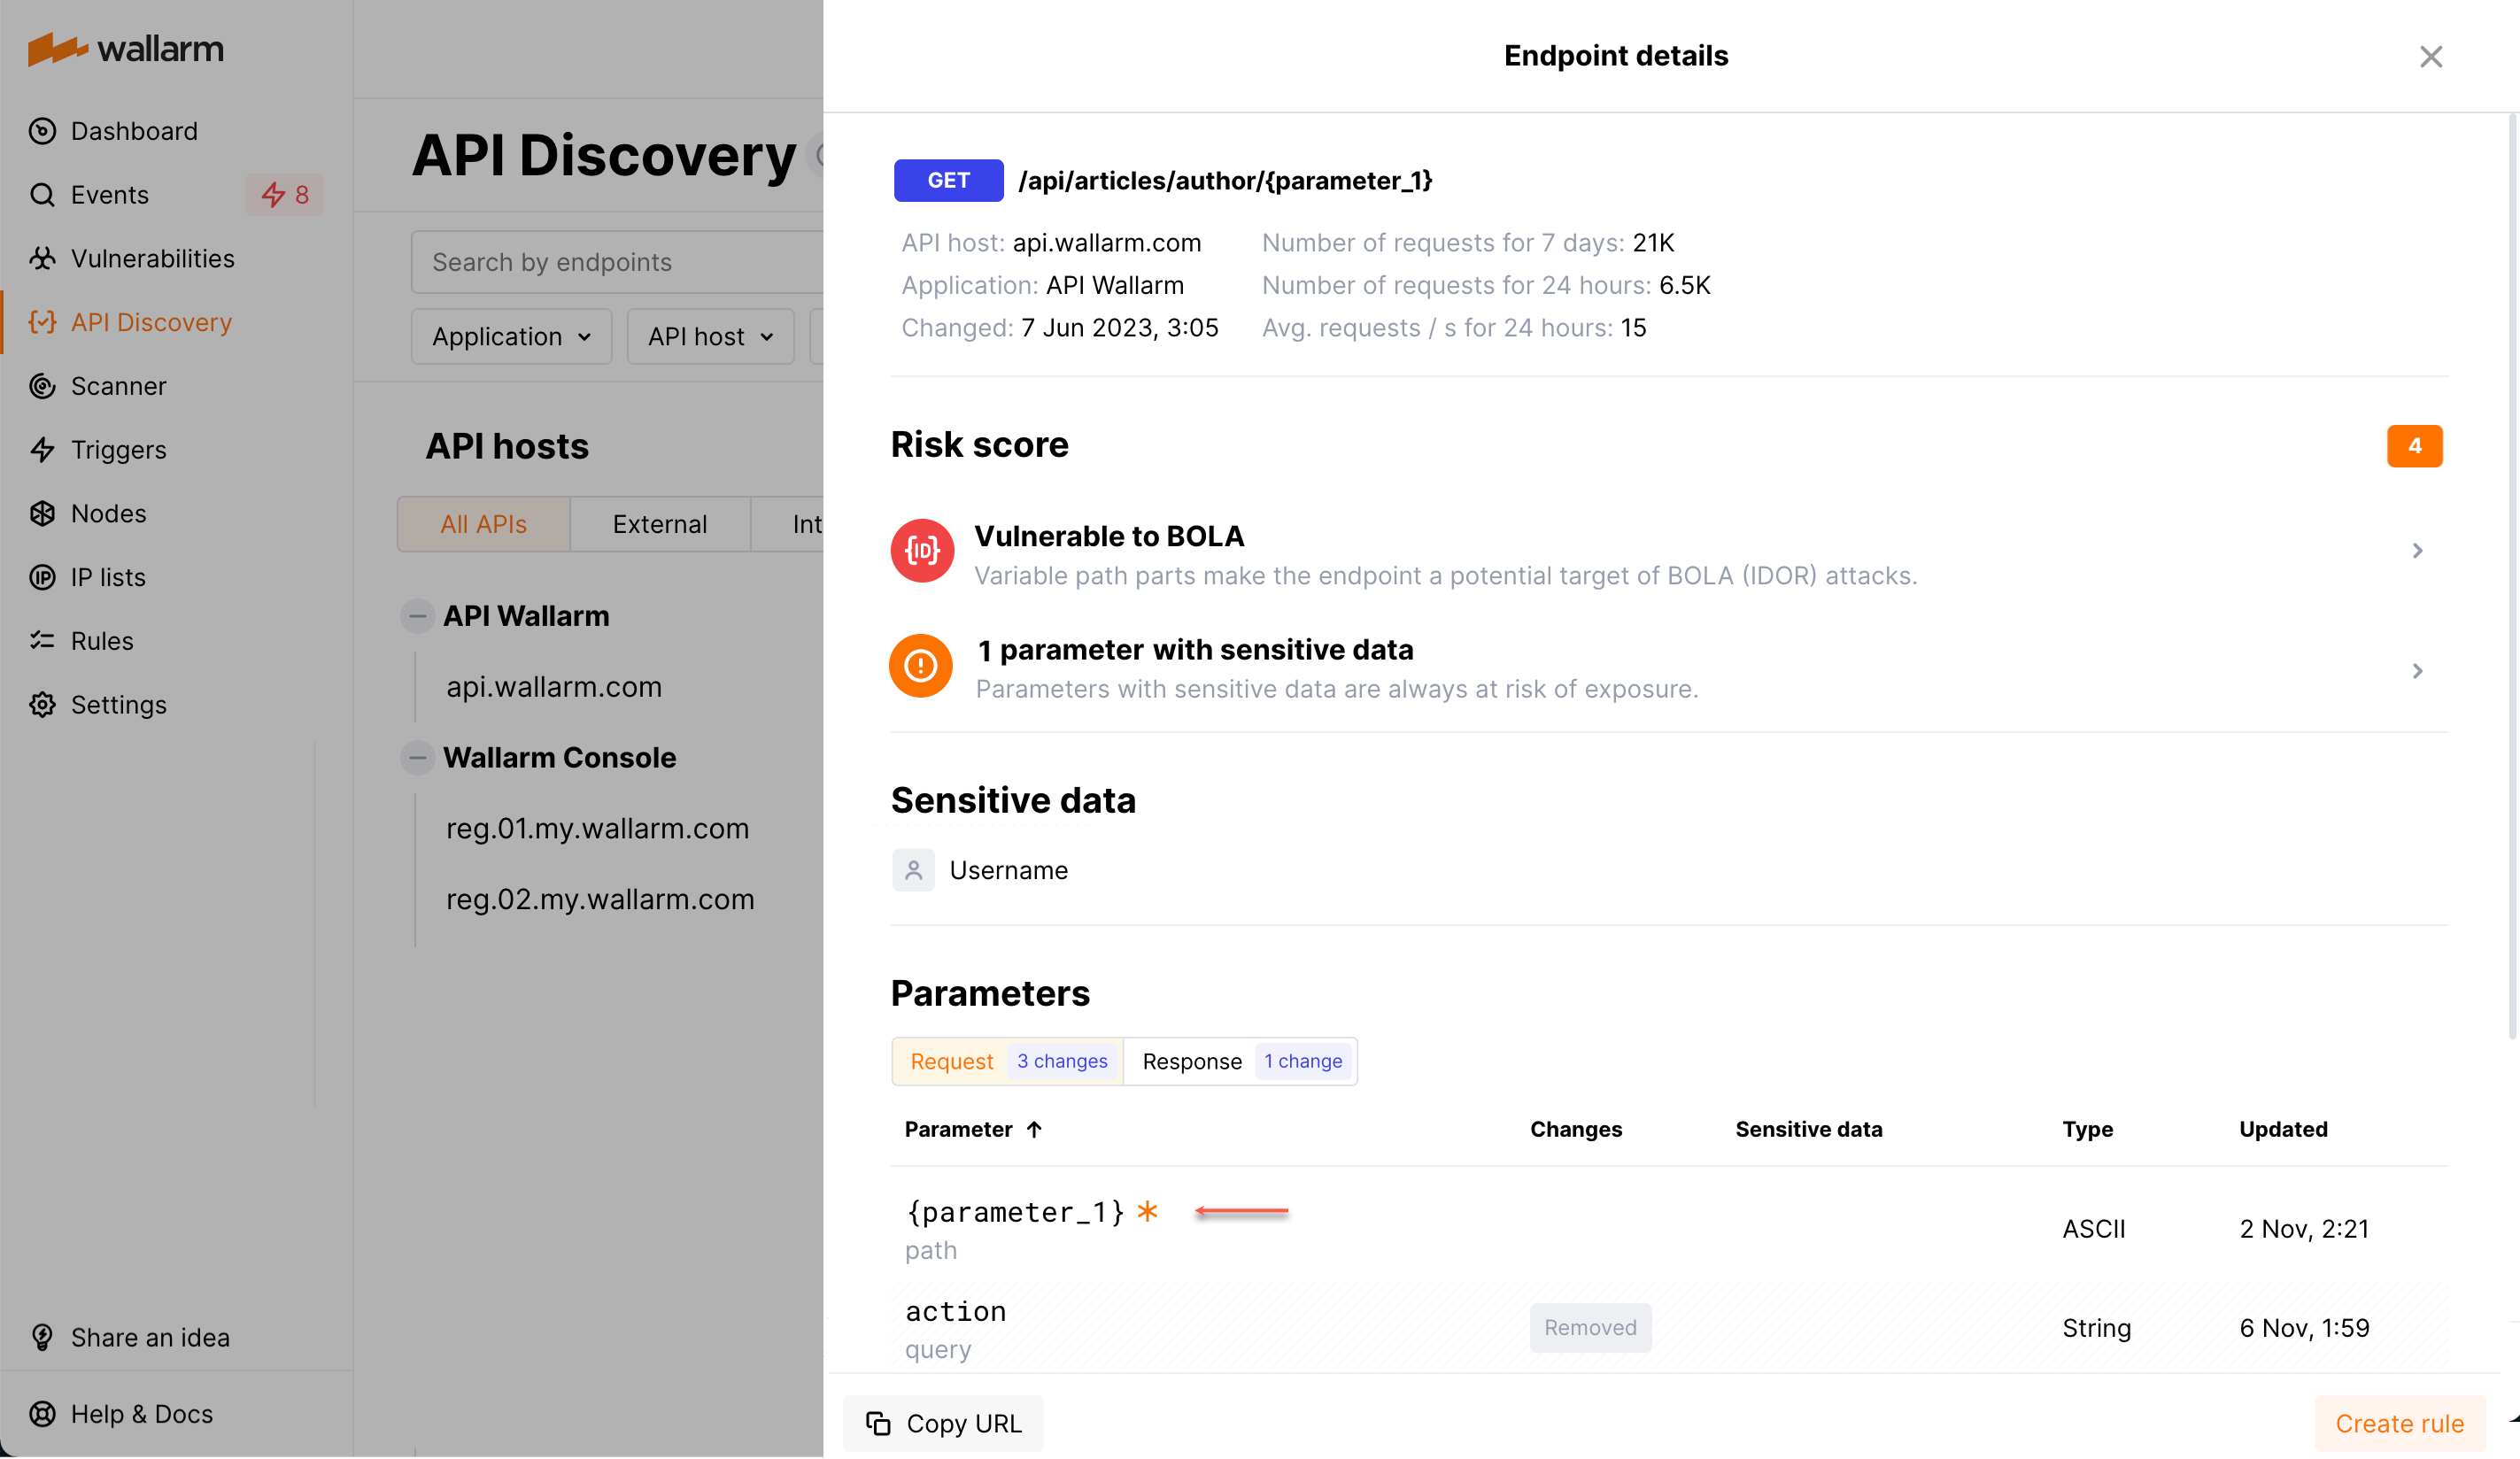 wallarm
Dashboard
Events 8
Vulnerabilities
API Discovery
Scanner
Triggers
Nodes
IP lists
Rules
Settings
Share an idea
Help & Docs
API Discovery
Search by endpoints
Application
API host
API hosts
All APIs
External
Int
API Wallarm
api.wallarm.com
Wallarm Console
reg.01.my.wallarm.com
reg.02.my.wallarm.com
Endpoint details
GET /api/articles/author/{parameter_1}
API host: api.wallarm.com
Number of requests for 7 days: 21K
Application: API Wallarm
Number of requests for 24 hours: 6.5K
Changed: 7 Jun 2023, 3:05
Avg. requests / s for 24 hours: 15
Risk score
4
{ID}
Vulnerable to BOLA
Variable path parts make the endpoint a potential target of BOLA (IDOR) attacks.
1 parameter with sensitive data
Parameters with sensitive data are always at risk of exposure.
Sensitive data
Username
Parameters
Request 3 changes
Response 1 change
Parameter ↑ Changes Sensitive data Type Updated
{parameter_1} * ASCII 2 Nov, 2:21
path
action Removed String 6 Nov, 1:59
query
Copy URL
Create rule